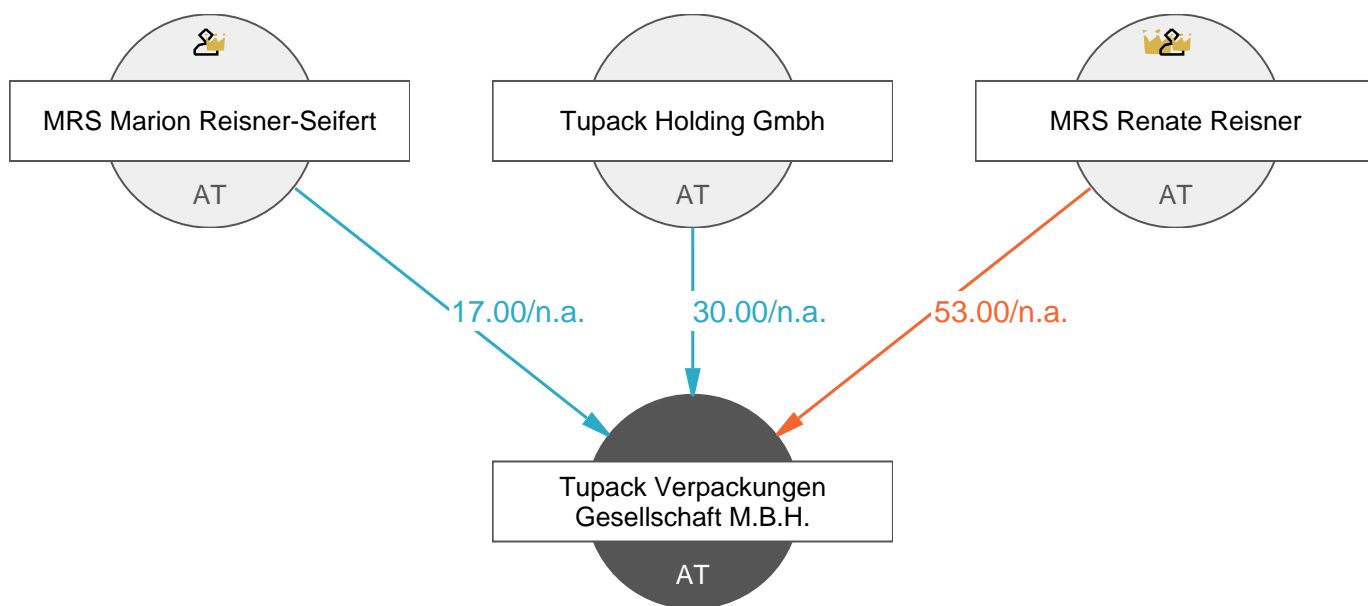 MRS Marion Reisner-Seifert
AT
Tupack Holding Gmbh
AT
MRS Renate Reisner
AT
17.00/n.a.
30.00/n.a.
53.00/n.a.
Tupack Verpackungen
Gesellschaft M.B.H.
AT